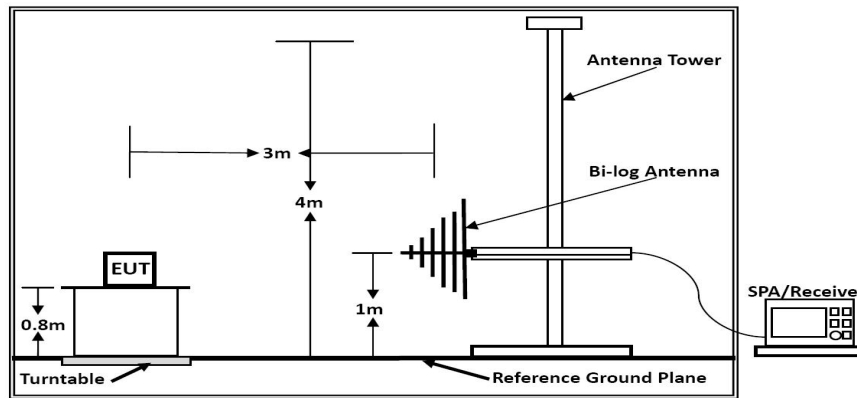 Antenna Tower
3m
Bi-log Antenna
4m
EUT
SPA/Receive
1m
0.8m
Turntable
Reference Ground Plane